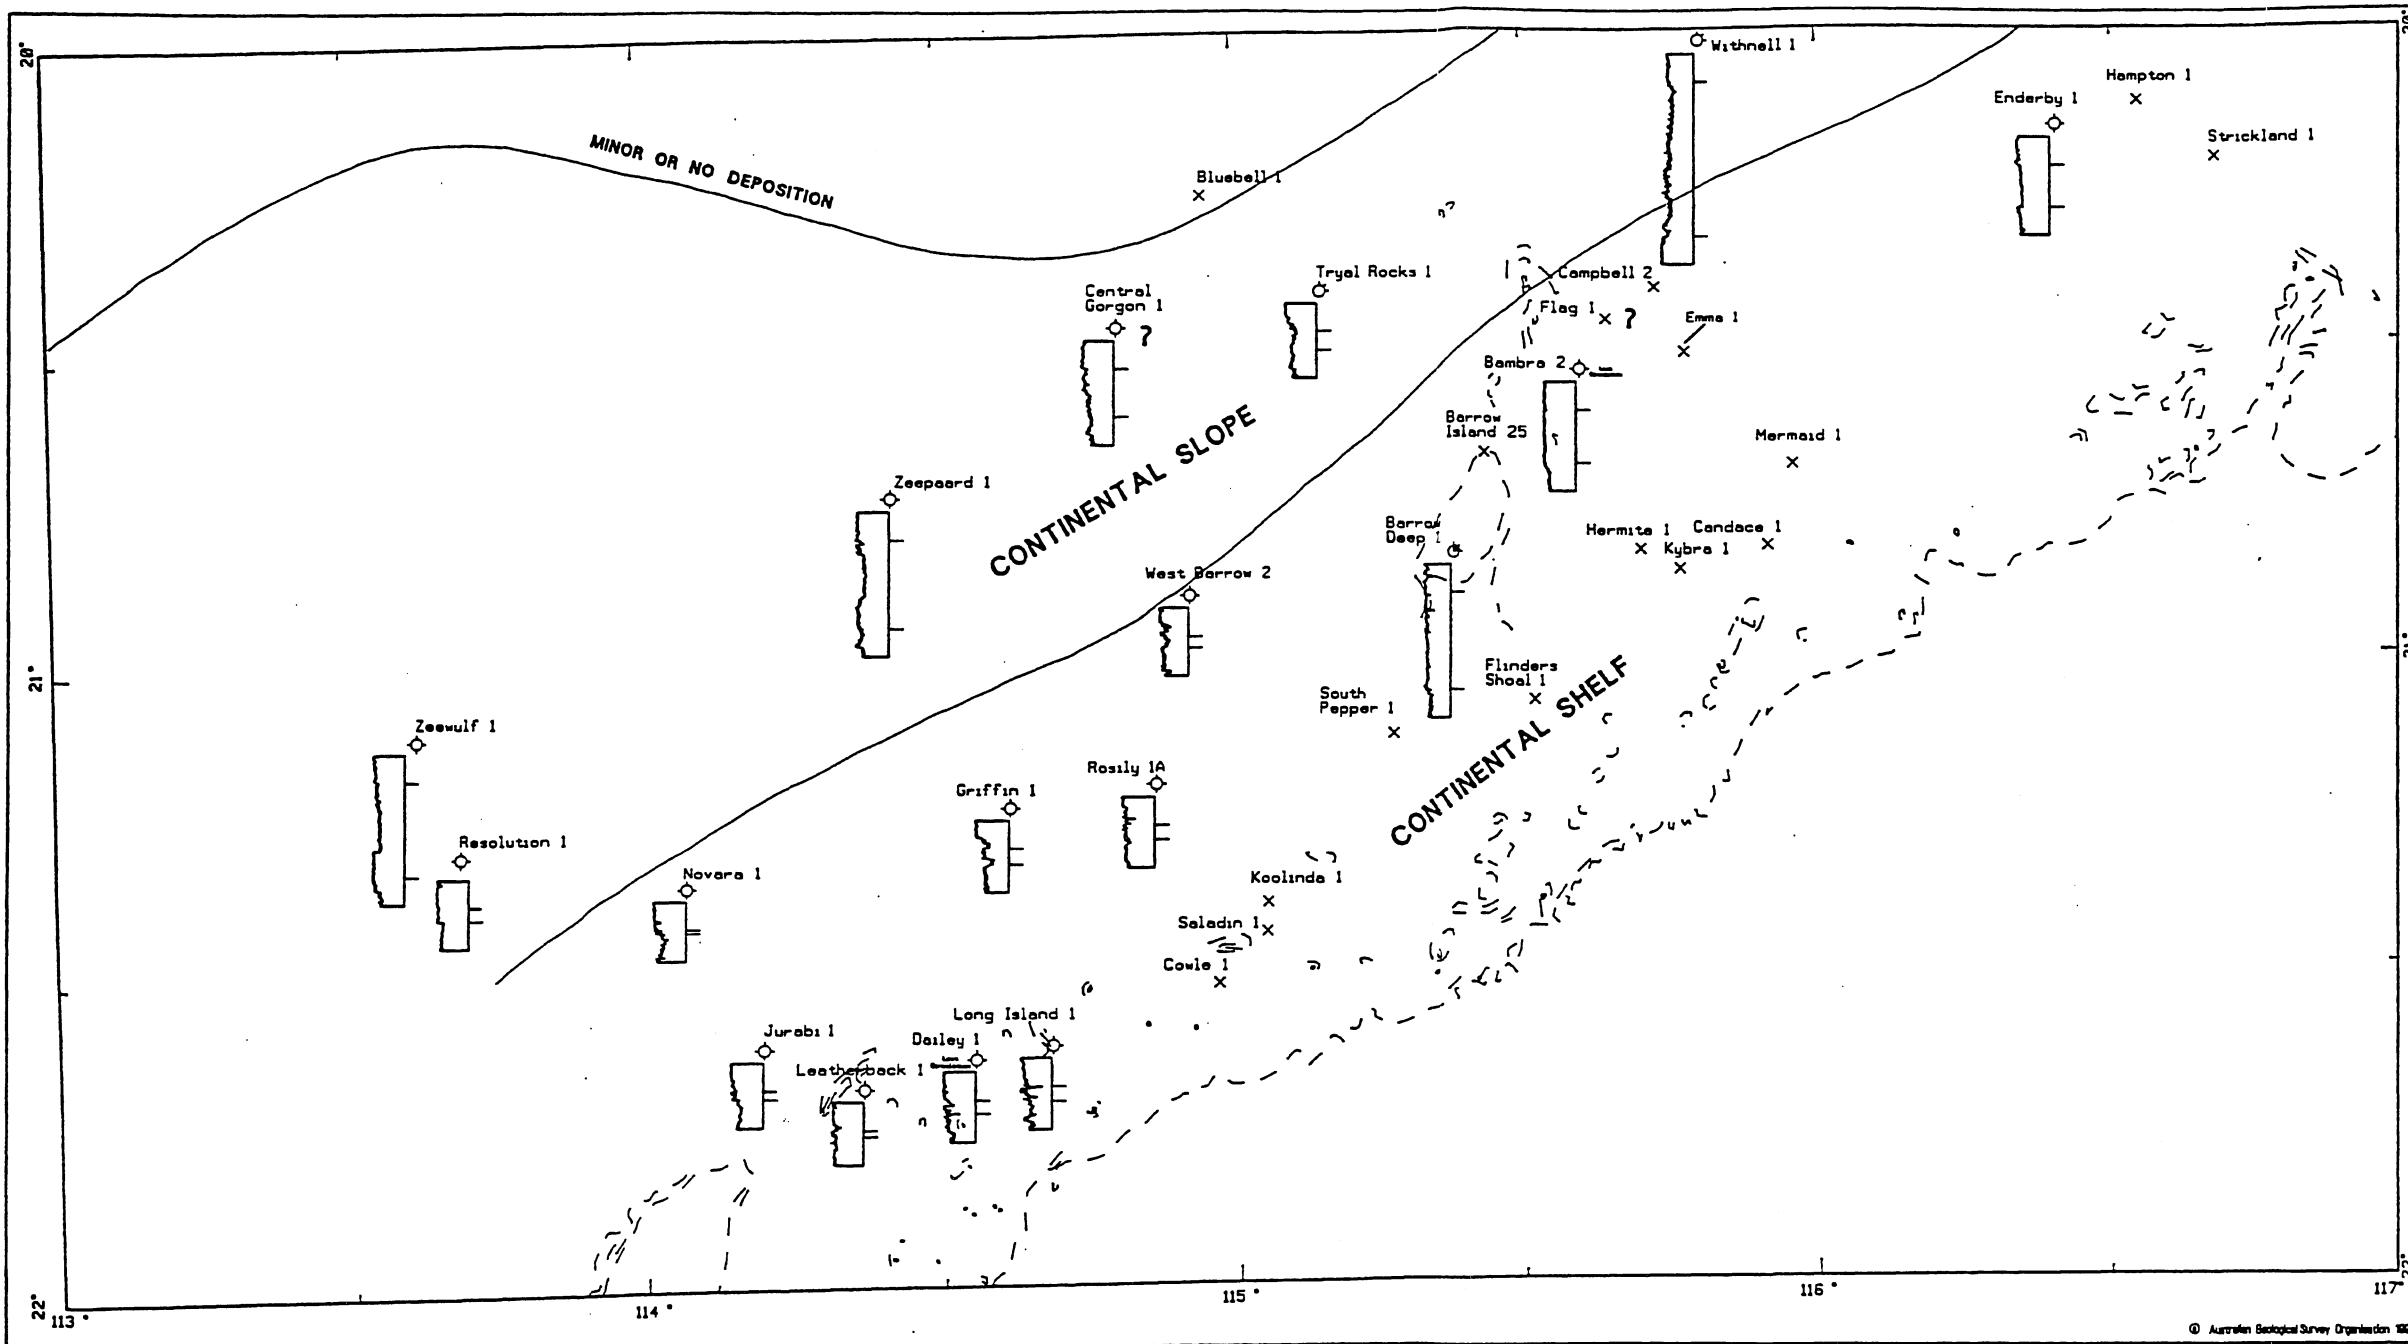 20°
Withnell 1
Hampton 1
Enderby 1
Strickland 1
MINOR OR NO DEPOSITION
Bluebell 1
Tryal Rocks 1
Campbell 2
Central
Gorgon 1
?
Flag 1
?
Emma 1
Bambra 2
Barrow
Island 25
Mermaid 1
CONTINENTAL SLOPE
Zeepaard 1
Barrow
Deep 1
Hermite 1
Candace 1
Kybra 1
West Barrow 2
Flinders
Shoal 1
South
Pepper 1
CONTINENTAL SHELF
21°
Zeewulf 1
Rosily 1A
Griffin 1
Resolution 1
Novara 1
Koolinda 1
Saladin 1
Cowle 1
Long Island 1
Jurabi 1
Dailey 1
Leatherback 1
22°
113°
114°
115°
116°
117°
© Australian Geological Survey Organisation